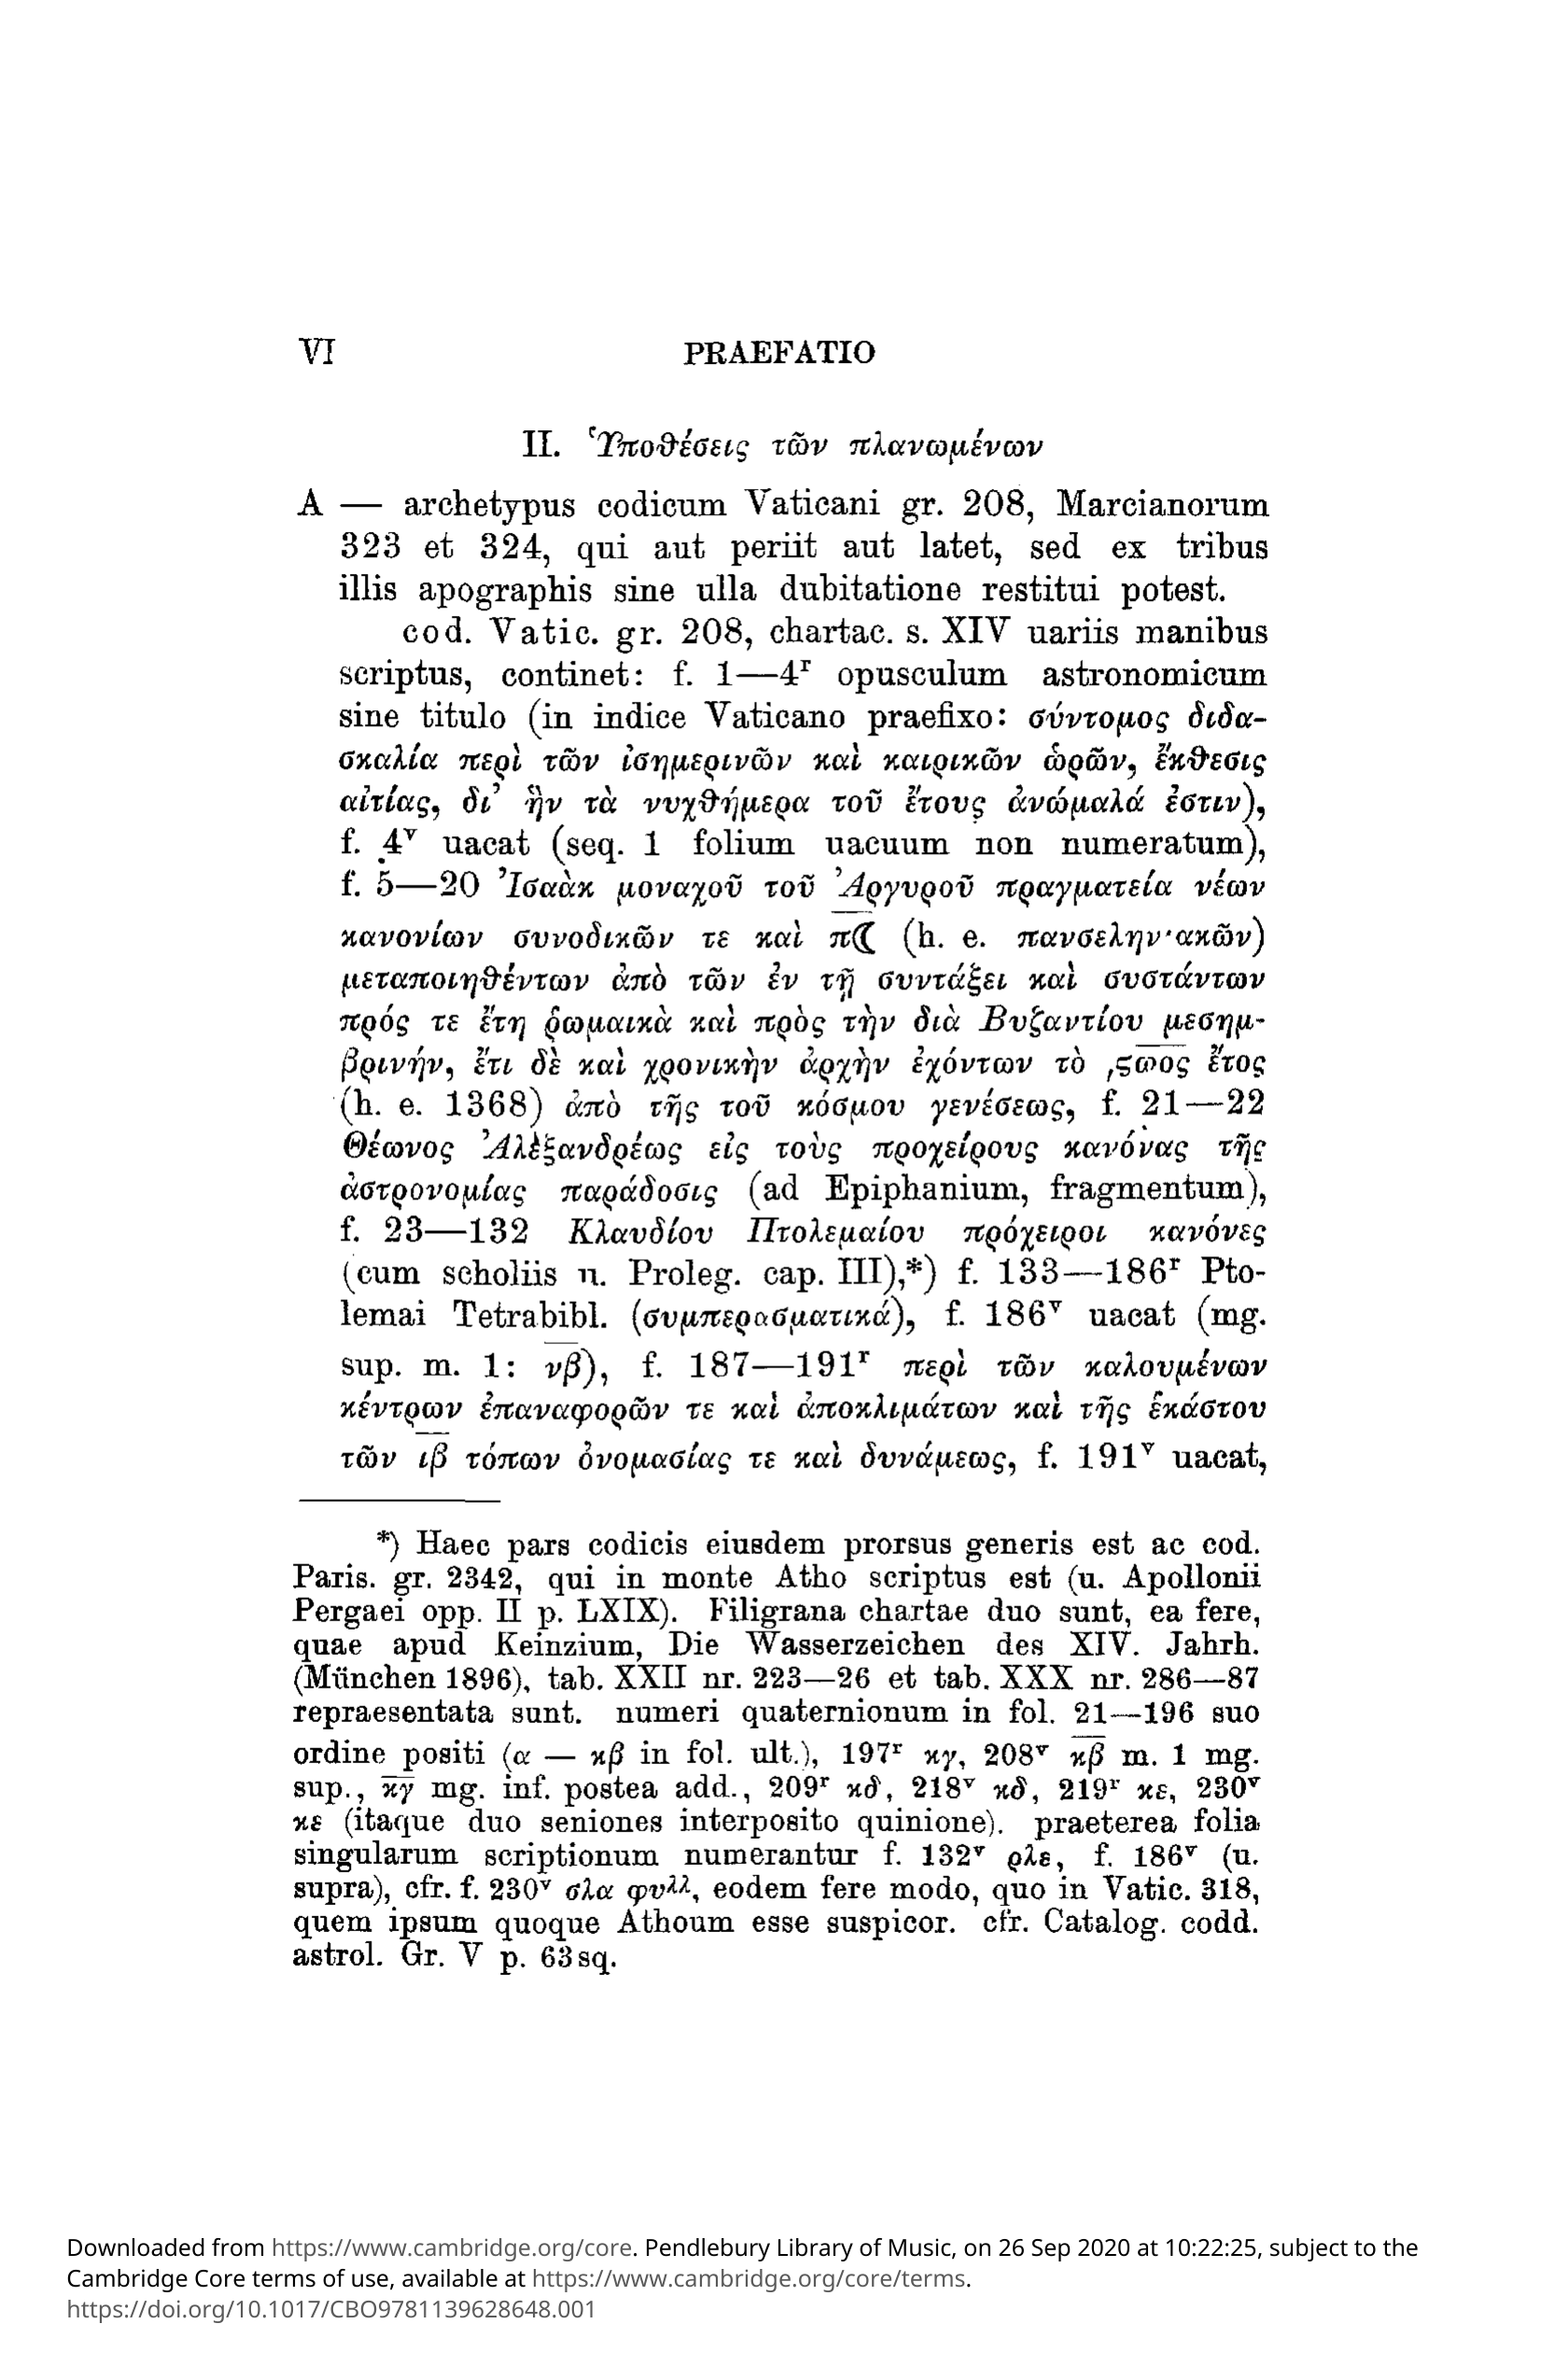 VI PRAEFATIO
II. Ὑποθέσεις τῶν πλανωμένων
A — archetypus codicum Vaticani gr. 208, Marcianorum
323 et 324, qui aut periit aut latet, sed ex tribus
illis apographis sine ulla dubitatione restitui potest.
cod. Vatic. gr. 208, chartac. s. XIV uariis manibus
scriptus, continet: f. 1—4ʳ opusculum astronomicum
sine titulo (in indice Vaticano praefixo: σύντομος διδα-
σκαλία περὶ τῶν ἰσημερινῶν καὶ καιρικῶν ὡρῶν, ἔκθεσις
αἰτίας, δι’ ἣν τὰ νυχθήμερα τοῦ ἔτους ἀνώμαλά ἐστιν),
f. 4ᵛ uacat (seq. 1 folium uacuum non numeratum),
f. 5—20 Ἰσαὰκ μοναχοῦ τοῦ Ἀργυροῦ πραγματεία νέων
κανονίων συνοδικῶν τε καὶ π☾ (h. e. πανσεληνιακῶν)
μεταποιηθέντων ἀπὸ τῶν ἐν τῇ συντάξει καὶ συστάντων
πρός τε ἔτη ῥωμαικὰ καὶ πρὸς τὴν διὰ Βυζαντίου μεσημ-
βρινήν, ἔτι δὲ καὶ χρονικὴν ἀρχὴν ἐχόντων τὸ ͵ϛωος ἔτος
(h. e. 1368) ἀπὸ τῆς τοῦ κόσμου γενέσεως, f. 21—22
Θέωνος Ἀλεξανδρέως εἰς τοὺς προχείρους κανόνας τῆς
ἀστρονομίας παράδοσις (ad Epiphanium, fragmentum),
f. 23—132 Κλαυδίου Πτολεμαίου πρόχειροι κανόνες
(cum scholiis u. Proleg. cap. III),*) f. 133—186ʳ Pto-
lemai Tetrabibl. (συμπερασματικά), f. 186ᵛ uacat (mg.
sup. m. 1: ν̅β̅), f. 187—191ʳ περὶ τῶν καλουμένων
κέντρων ἐπαναφορῶν τε καὶ ἀποκλιμάτων καὶ τῆς ἑκάστου
τῶν ι̅β̅ τόπων ὀνομασίας τε καὶ δυνάμεως, f. 191ᵛ uacat,
*) Haec pars codicis eiusdem prorsus generis est ac cod.
Paris. gr. 2342, qui in monte Atho scriptus est (u. Apollonii
Pergaei opp. II p. LXIX). Filigrana chartae duo sunt, ea fere,
quae apud Keinzium, Die Wasserzeichen des XIV. Jahrh.
(München 1896), tab. XXII nr. 223—26 et tab. XXX nr. 286—87
repraesentata sunt. numeri quaternionum in fol. 21—196 suo
ordine positi (α — κβ in fol. ult.), 197ʳ κγ, 208ᵛ κ̅β̅ m. 1 mg.
sup., κ̅γ̅ mg. inf. postea add., 209ʳ κδ, 218ᵛ κδ, 219ʳ κε, 230ᵛ
κε (itaque duo seniones interposito quinione). praeterea folia
singularum scriptionum numerantur f. 132ᵛ ρλε, f. 186ᵛ (u.
supra), cfr. f. 230ᵛ σλα φυλλ, eodem fere modo, quo in Vatic. 318,
quem ipsum quoque Athoum esse suspicor. cfr. Catalog. codd.
astrol. Gr. V p. 63 sq.
Downloaded from https://www.cambridge.org/core. Pendlebury Library of Music, on 26 Sep 2020 at 10:22:25, subject to the
Cambridge Core terms of use, available at https://www.cambridge.org/core/terms.
https://doi.org/10.1017/CBO9781139628648.001